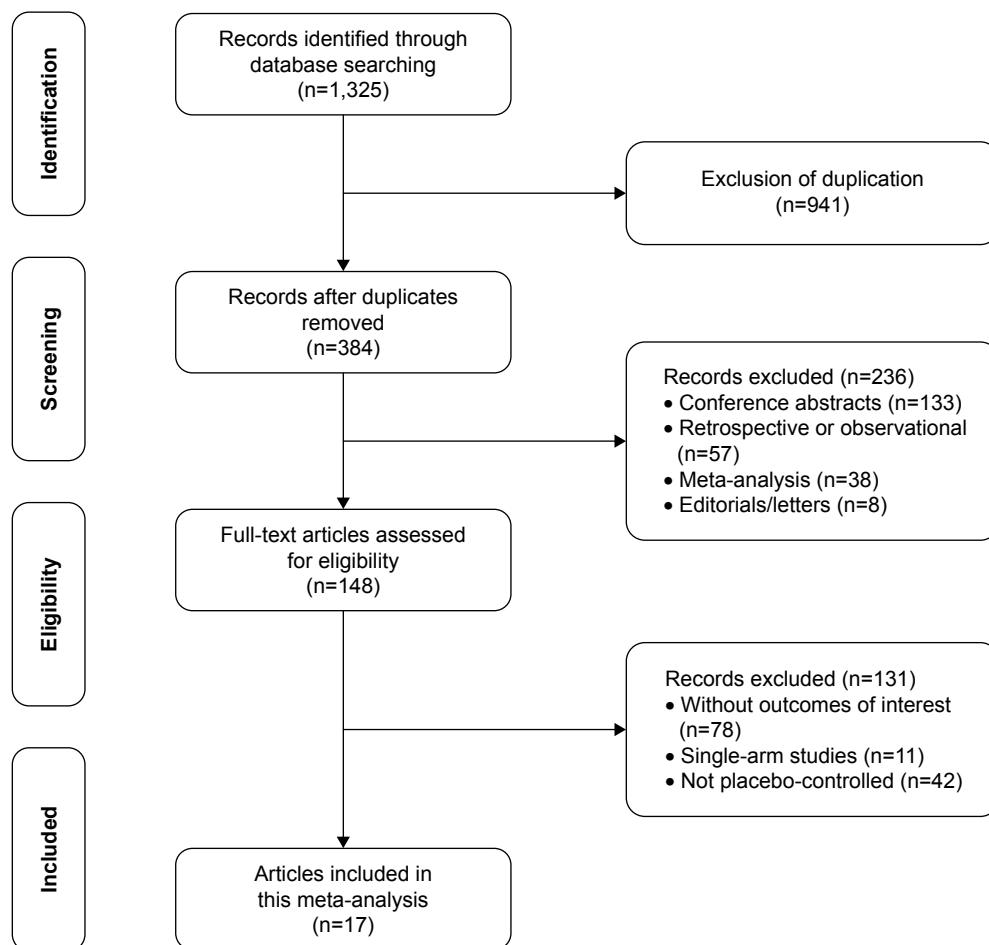 Identification
Records identified through
database searching
(n=1,325)
Exclusion of duplication
(n=941)
Screening
Records after duplicates
removed
(n=384)
Records excluded (n=236)
• Conference abstracts (n=133)
• Retrospective or observational
(n=57)
• Meta-analysis (n=38)
• Editorials/letters (n=8)
Eligibility
Full-text articles assessed
for eligibility
(n=148)
Records excluded (n=131)
• Without outcomes of interest
(n=78)
• Single-arm studies (n=11)
• Not placebo-controlled (n=42)
Included
Articles included in
this meta-analysis
(n=17)